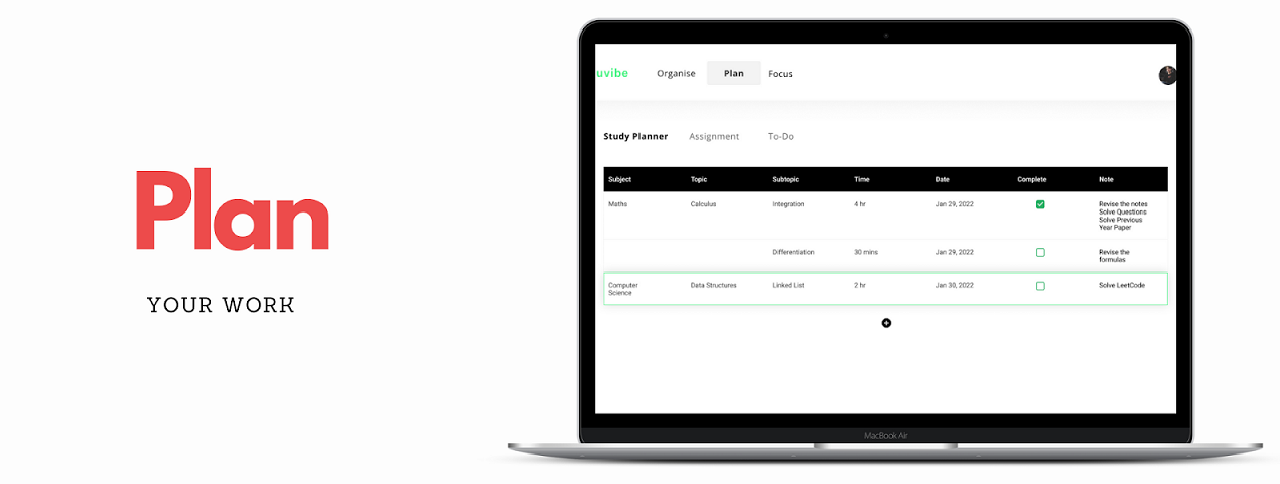 Plan
YOUR WORK
uvibe Organise Plan Focus
Study Planner Assignment To-Do
Subject Topic Subtopic Time Date Complete Note
Maths Calculus Integration 4 hr Jan 29, 2022 Revise the notes
Solve Questions
Solve Previous
Year Paper
Differentiation 30 mins Jan 29, 2022 Revise the
formulas
Computer Data Structures Linked List 2 hr Jan 30, 2022 Solve LeetCode
Science
MacBook Air